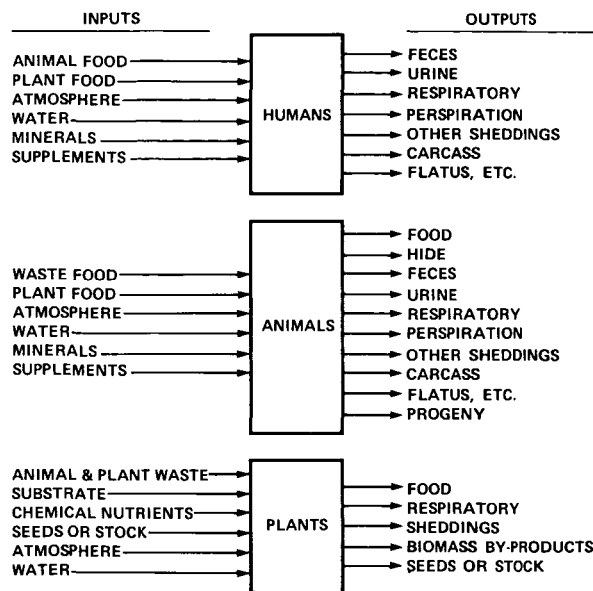 INPUTS
OUTPUTS
ANIMAL FOOD
PLANT FOOD
ATMOSPHERE
WATER
MINERALS
SUPPLEMENTS
HUMANS
FECES
URINE
RESPIRATORY
PERSPIRATION
OTHER SHEDDINGS
CARCASS
FLATUS, ETC.
WASTE FOOD
PLANT FOOD
ATMOSPHERE
WATER
MINERALS
SUPPLEMENTS
ANIMALS
FOOD
HIDE
FECES
URINE
RESPIRATORY
PERSPIRATION
OTHER SHEDDINGS
CARCASS
FLATUS, ETC.
PROGENY
ANIMAL & PLANT WASTE
SUBSTRATE
CHEMICAL NUTRIENTS
SEEDS OR STOCK
ATMOSPHERE
WATER
PLANTS
FOOD
RESPIRATORY
SHEDDINGS
BIOMASS BY-PRODUCTS
SEEDS OR STOCK